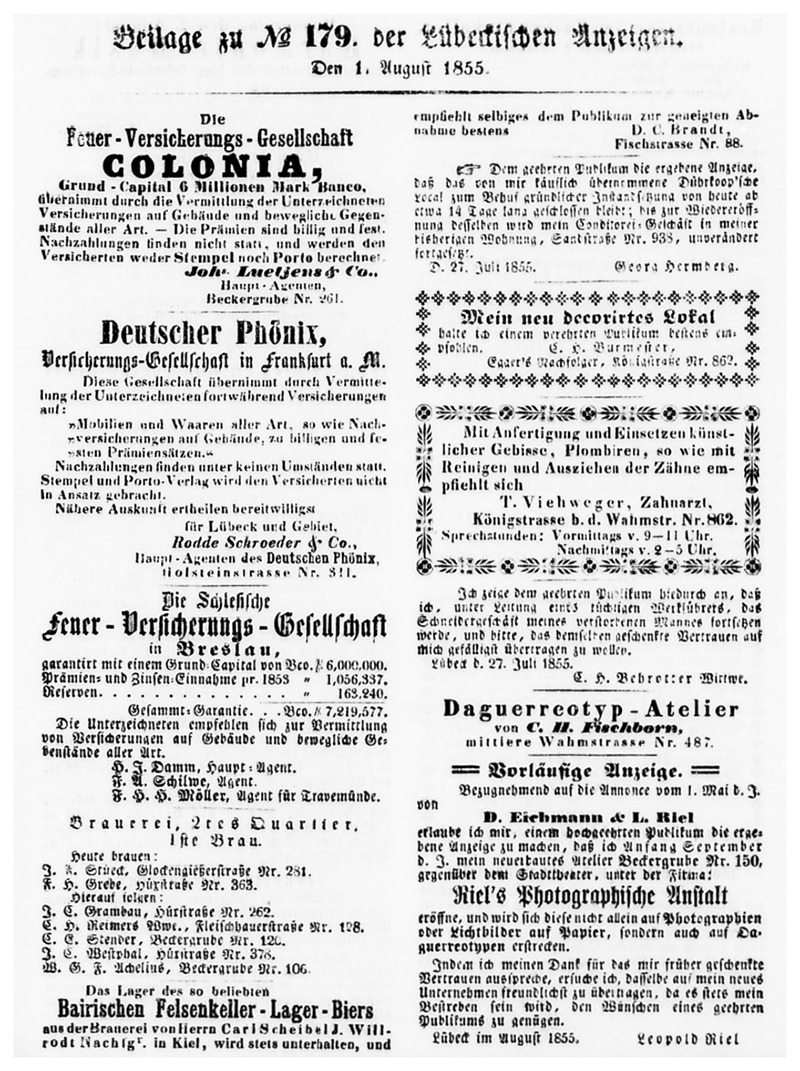 Beilage zu № 179. der Lübeckischen Anzeigen.
Den 1. August 1855.
Die
Feuer-Versicherungs-Gesellschaft
COLONIA,
Grund-Capital 6 Millionen Mark Banco,
übernimmt durch die Vermittlung der Unterzeichneten
Versicherungen auf Gebäude und bewegliche Gegen-
stände aller Art. — Die Prämien sind billig und fest.
Nachzahlungen finden nicht statt, und werden den
Versicherten weder Stempel noch Porto berechnet.
Johs. Luetjens & Co.,
Haupt-Agenten,
Beckergrube Nr. 261.
Deutscher Phönix,
Versicherungs-Gesellschaft in Frankfurt a. M.
Diese Gesellschaft übernimmt durch Vermitte-
lung der Unterzeichneten fortwährend Versicherungen
auf:
»Mobilien und Waaren aller Art, so wie Nach-
»versicherungen auf Gebäude, zu billigen und fe-
»sten Prämiensätzen.«
Nachzahlungen finden unter keinen Umständen statt.
Stempel und Porto-Verlag wird den Versicherten nicht
in Ansatz gebracht.
Nähere Auskunft ertheilen bereitwilligst
für Lübeck und Gebiet,
Rodde Schroeder & Co.,
Haupt-Agenten des Deutschen Phönix,
Holsteinstrasse Nr.
Die Schlesische
Feuer-Versicherungs-Gesellschaft
in Breslau,
garantirt mit einem Grund-Capital von Bco.₰ 6,000,000.
Prämien- und Zinsen-Einnahme pr. 1853 " 1,056,337.
Reserven. . . . . . . . . . . . . . . " 163,240.
Gesammt-Garantie. . . Bco.₰ 7,219,577.
Die Unterzeichneten empfehlen sich zur Vermittlung
von Versicherungen auf Gebäude und bewegliche Ge-
genstände aller Art.
H. J. Damm, Haupt-Agent.
F. A. Schilwe, Agent.
F. H. H. Möller, Agent für Travemünde.
Brauerei, 2tes Quartier,
1ste Brau.
Heute brauen:
J. Stück, Glockengießerstraße Nr. 281.
F. H. Grebe, Hürstraße Nr. 363.
Hierauf folgen:
J. C. Grambau, Hürstraße Nr. 262.
C. H. Reimers Wwe., Fleischhauerstraße Nr. 128.
C. C. Stender, Beckergrube Nr. 120.
J. C. Westphal, Hürstraße Nr. 378.
W. G. F. Achelius, Beckergrube Nr. 106.
Das Lager des so beliebten
Bairischen Felsenkeller-Lager-Biers
aus der Brauerei von Herrn Carl Scheibel J. Will-
rodt Nachfgr. in Kiel, wird stets unterhalten, und
empfiehlt selbiges dem Publikum zur geneigten Ab-
nahme bestens D. C. Brandt,
Fischstrasse Nr. 88.
☞ Dem geehrten Publikum die ergebene Anzeige,
daß das von mir käuflich übernommene Dührkoop'sche
Local zum Behuf gründlicher Instandsetzung von heute ab
etwa 14 Tage lang geschlossen bleibt; bis zur Wiedereröff-
nung desselben wird mein Conditorei-Geschäft in meiner
bisherigen Wohnung, Sandstraße Nr. 938, unverändert
fortgesetzt.
D. 27. Juli 1855. Georg Hermberg.
Mein neu decorirtes Lokal
halte ich einem verehrten Publikum bestens em-
pfohlen. C. H. Burmester,
Egger's Nachfolger, Königstraße Nr. 862.
Mit Anfertigung und Einsetzen künst-
licher Gebisse, Plombiren, so wie mit
Reinigen und Ausziehen der Zähne em-
pfiehlt sich
T. Viehweger, Zahnarzt,
Königstrasse b. d. Wahmstr. Nr. 862.
Sprechstunden: Vormittags v. 9–11 Uhr.
Nachmittags v. 2–5 Uhr.
Ich zeige dem geehrten Publikum hiedurch an, daß
ich, unter Leitung eines tüchtigen Werkführers, das
Schneidergeschäft meines verstorbenen Mannes fortsetzen
werde, und bitte, das demselben geschenkte Vertrauen auf
mich gefälligst übertragen zu wollen.
Lübeck d. 27. Juli 1855.
C. H. Behrotter Wittwe.
Daguerreotyp-Atelier
von C. H. Fischborn,
mittlere Wahmstrasse Nr. 487.
Vorläufige Anzeige.
Bezugnehmend auf die Annonce vom 1. Mai d. J.
von
D. Eichmann & L. Riel
erlaube ich mir, einem hochgeehrten Publikum die erge-
bene Anzeige zu machen, daß ich Anfang September
d. J. mein neuerbautes Atelier Beckergrube Nr. 150,
gegenüber dem Stadttheater, unter der Firma:
Riel's Photographische Anstalt
eröffne, und wird sich diese nicht allein auf Photographien
oder Lichtbilder auf Papier, sondern auch auf Da-
guerreotypen erstrecken.
Indem ich meinen Dank für das mir früher geschenkte
Vertrauen ausspreche, ersuche ich, dasselbe auf mein neues
Unternehmen freundlichst zu übertragen, da es stets mein
Bestreben sein wird, den Wünschen eines geehrten
Publikums zu genügen.
Lübeck im August 1855. Leopold Riel